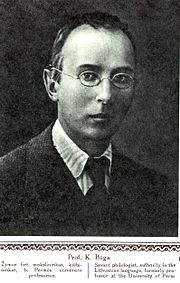 Prof. K. Būga
Žymus liet. mokslininkas, kalbi-
ninkas, b. Permės universiteto
profesorius.
Savant philologist, authority in the
Lithuanian language, formerly pro-
fessor at the University of Perm